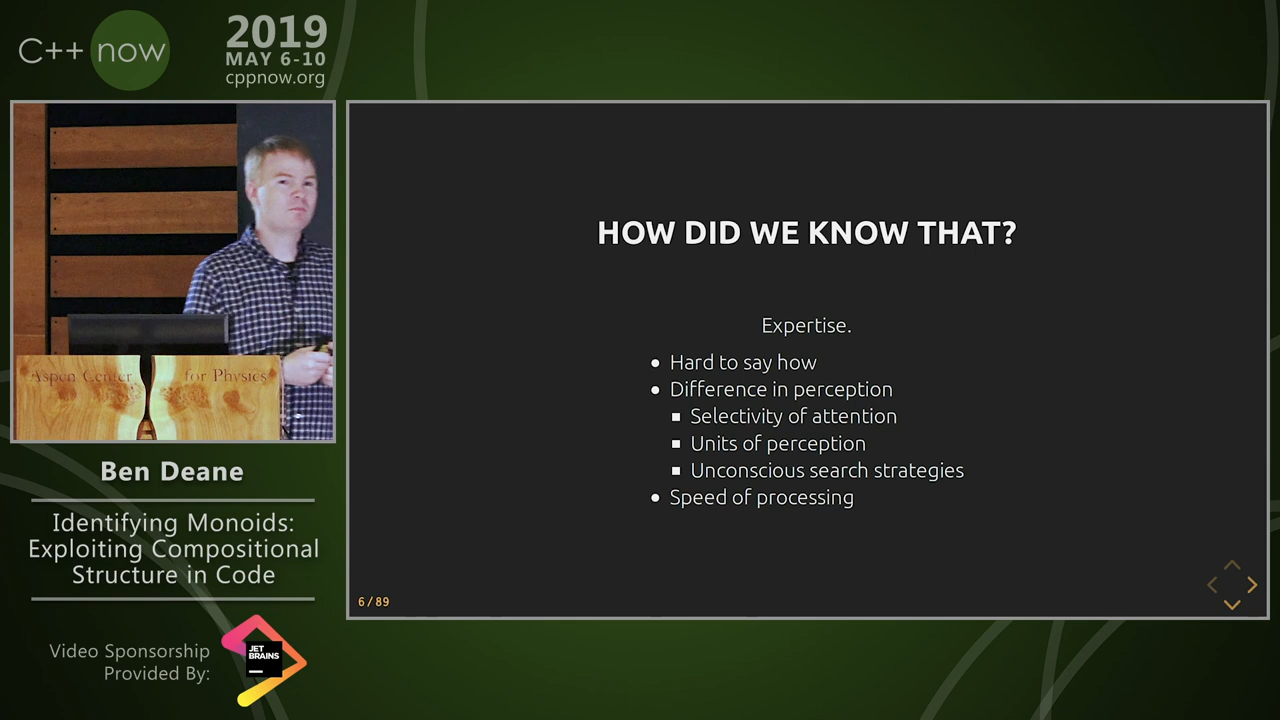 C++ now
2019
MAY 6-10
cppnow.org
Aspen Center for Physics
Ben Deane
Identifying Monoids:
Exploiting Compositional
Structure in Code
Video Sponsorship
Provided By:
JET
BRAINS
HOW DID WE KNOW THAT?
Expertise.
• Hard to say how
• Difference in perception
▪ Selectivity of attention
▪ Units of perception
▪ Unconscious search strategies
• Speed of processing
6/89